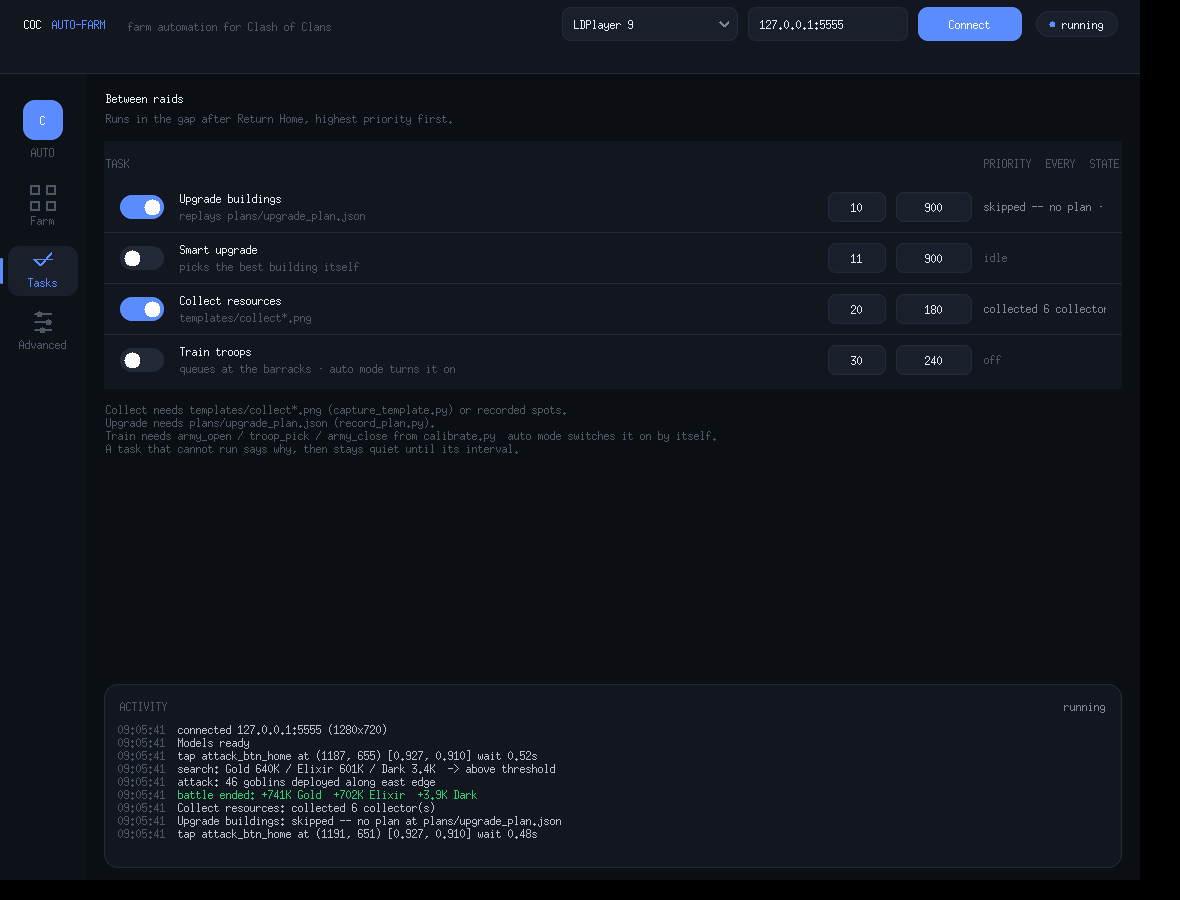 COC AUTO-FARM farm automation for Clash of Clans LDPlayer 9 127.0.0.1:5555 Connect running
C
AUTO
Farm
Tasks
Advanced
Between raids
Runs in the gap after Return Home, highest priority first.
TASK PRIORITY EVERY STATE
Upgrade buildings
replays plans/upgrade_plan.json
10 900 skipped -- no plan ·
Smart upgrade
picks the best building itself
11 900 idle
Collect resources
templates/collect*.png
20 180 collected 6 collector
Train troops
queues at the barracks · auto mode turns it on
30 240 off
Collect needs templates/collect*.png (capture_template.py) or recorded spots.
Upgrade needs plans/upgrade_plan.json (record_plan.py).
Train needs army_open / troop_pick / army_close from calibrate.py  auto mode switches it on by itself.
A task that cannot run says why, then stays quiet until its interval.
ACTIVITY running
09:05:41 connected 127.0.0.1:5555 (1280x720)
09:05:41 Models ready
09:05:41 tap attack_btn_home at (1187, 655) [0.927, 0.910] wait 0.52s
09:05:41 search: Gold 640K / Elixir 601K / Dark 3.4K  -> above threshold
09:05:41 attack: 46 goblins deployed along east edge
09:05:41 battle ended: +741K Gold  +702K Elixir  +3.9K Dark
09:05:41 Collect resources: collected 6 collector(s)
09:05:41 Upgrade buildings: skipped -- no plan at plans/upgrade_plan.json
09:05:41 tap attack_btn_home at (1191, 651) [0.927, 0.910] wait 0.48s